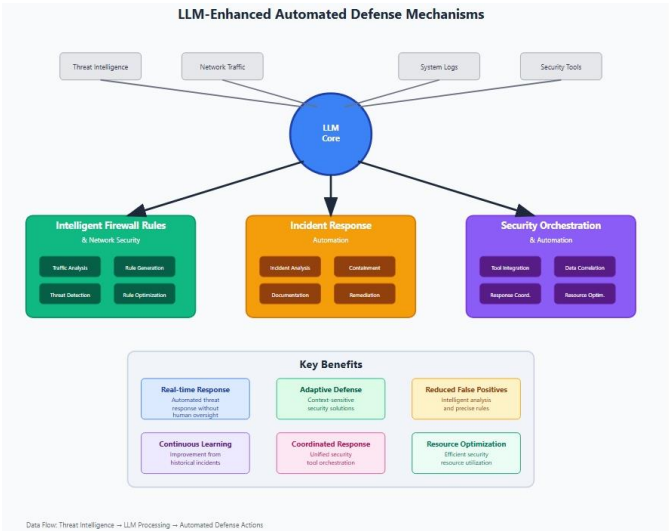 LLM-Enhanced Automated Defense Mechanisms
Threat Intelligence
Network Traffic
System Logs
Security Tools
LLM
Core
Intelligent Firewall Rules
& Network Security
Traffic Analysis
Rule Generation
Threat Detection
Rule Optimization
Incident Response
Automation
Incident Analysis
Containment
Documentation
Remediation
Security Orchestration
& Automation
Tool Integration
Data Correlation
Response Coord.
Resource Optim.
Key Benefits
Real-time Response
Automated threat
response without
human oversight
Adaptive Defense
Context-sensitive
security solutions
Reduced False Positives
Intelligent analysis
and precise rules
Continuous Learning
Improvement from
historical incidents
Coordinated Response
Unified security
tool orchestration
Resource Optimization
Efficient security
resource utilization
Data Flow: Threat Intelligence → LLM Processing → Automated Defense Actions